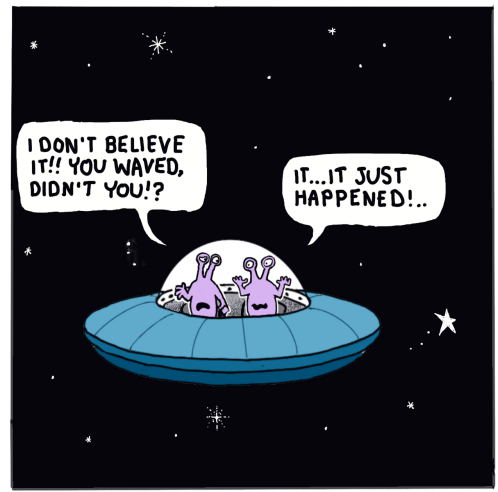 I DON'T BELIEVE
IT!! YOU WAVED,
DIDN'T YOU!?
IT...IT JUST
HAPPENED!..